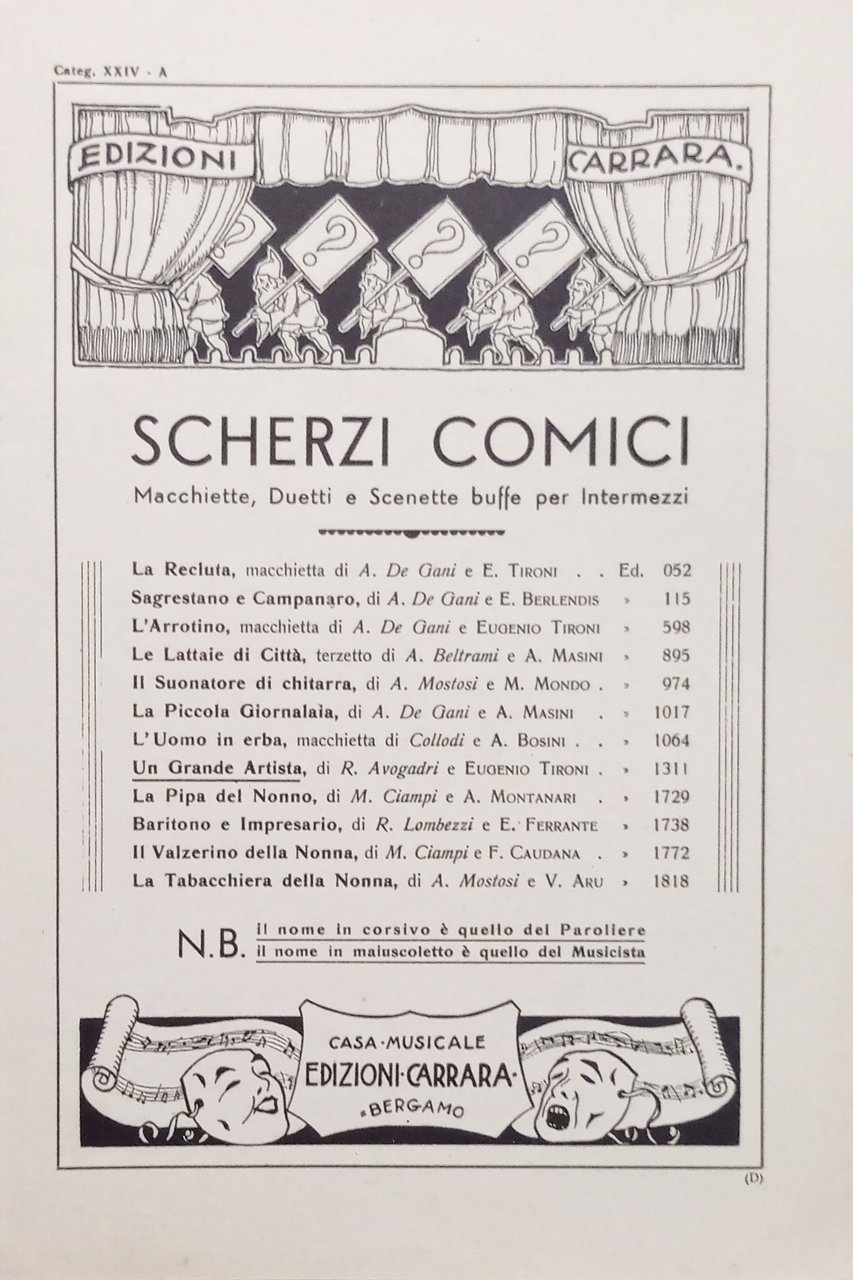 Categ. XXIV - A
EDIZIONI CARRARA.
? ? ? ?
SCHERZI COMICI
Macchiette, Duetti e Scenette buffe per Intermezzi
La Recluta, macchietta di A. De Gani e E. TIRONI . . Ed. 052
Sagrestano e Campanaro, di A. De Gani e E. BERLENDIS » 115
L'Arrotino, macchietta di A. De Gani e EUGENIO TIRONI » 598
Le Lattaie di Città, terzetto di A. Beltrami e A. MASINI » 895
Il Suonatore di chitarra, di A. Mostosi e M. MONDO . » 974
La Piccola Giornalaia, di A. De Gani e A. MASINI . » 1017
L'Uomo in erba, macchietta di Collodi e A. BOSINI . . » 1064
Un Grande Artista, di R. Avogadri e EUGENIO TIRONI . » 1311
La Pipa del Nonno, di M. Ciampi e A. MONTANARI . » 1729
Baritono e Impresario, di R. Lombezzi e E. FERRANTE » 1738
Il Valzerino della Nonna, di M. Ciampi e F. CAUDANA . » 1772
La Tabacchiera della Nonna, di A. Mostosi e V. ARU » 1818
N.B. il nome in corsivo è quello del Paroliere
il nome in maiuscoletto è quello del Musicista
CASA·MUSICALE
EDIZIONI·CARRARA·
BERGAMO
(D)